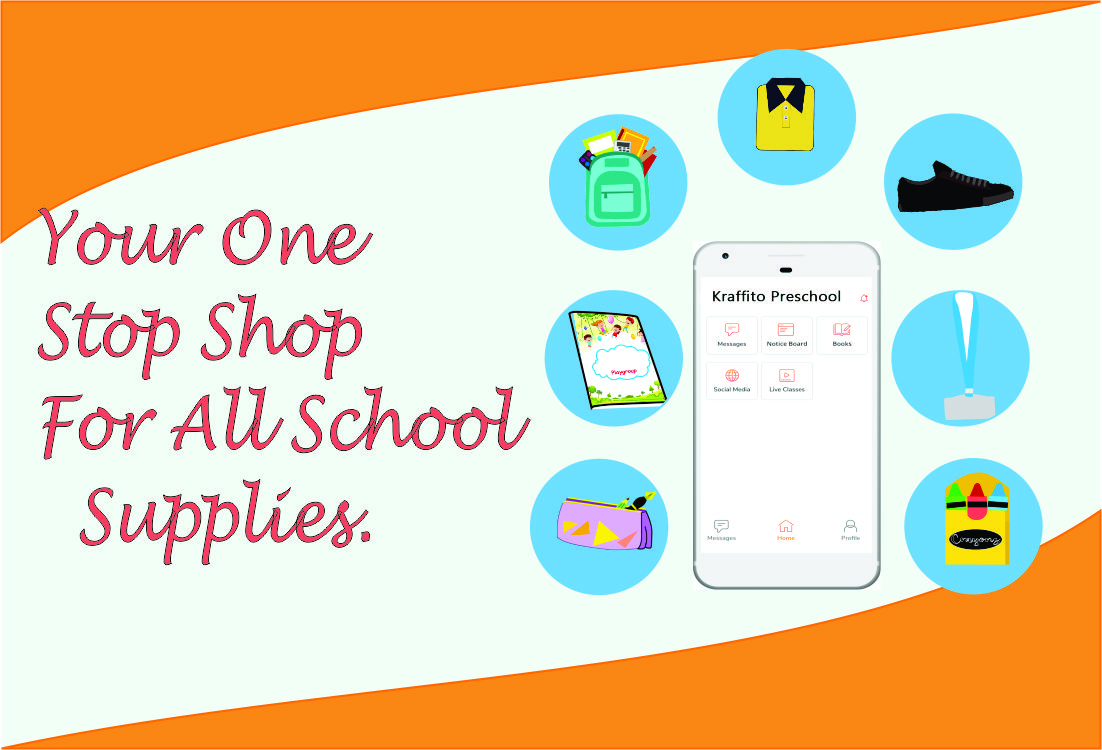 Your One
Stop Shop
For All School
Supplies.
Kraffito Preschool
Messages
Notice Board
Books
Social Media
Live Classes
Messages
Home
Profile
Playgroup
Crayons